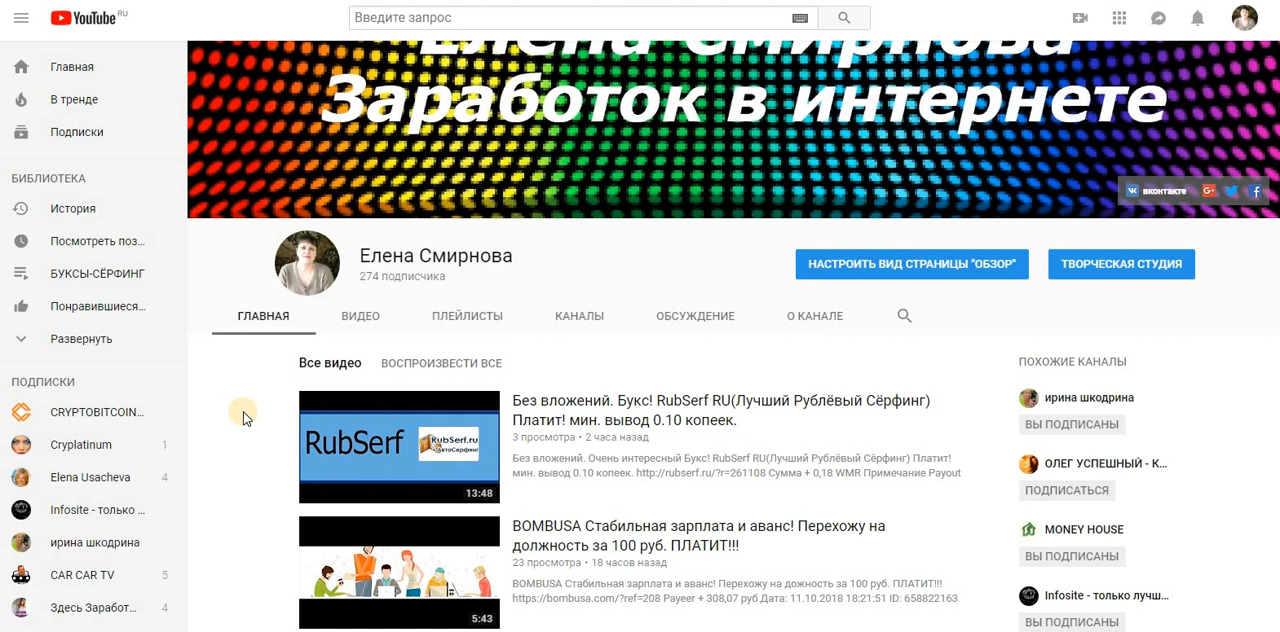 YouTube RU
Введите запрос
Главная
В тренде
Подписки
БИБЛИОТЕКА
История
Посмотреть поз...
БУКСЫ-СЁРФИНГ
Понравившиеся...
Развернуть
ПОДПИСКИ
CRYPTOBITCOIN...
Cryplatinum 1
Elena Usacheva 4
Infosite - только ...
ирина шкодрина
CAR CAR TV 5
Здесь Заработ... 4
Елена Смирнова
Заработок в интернете
вконтакте
Елена Смирнова
274 подписчика
НАСТРОИТЬ ВИД СТРАНИЦЫ "ОБЗОР"
ТВОРЧЕСКАЯ СТУДИЯ
ГЛАВНАЯ ВИДЕО ПЛЕЙЛИСТЫ КАНАЛЫ ОБСУЖДЕНИЕ О КАНАЛЕ
Все видео ВОСПРОИЗВЕСТИ ВСЕ
RubSerf
RubSerf.ru
АвтоСерфинг
13:48
Без вложений. Букс! RubSerf RU(Лучший Рублёвый Сёрфинг)
Платит! мин. вывод 0.10 копеек.
3 просмотра • 2 часа назад
Без вложений. Очень интересный Букс! RubSerf RU(Лучший Рублёвый Сёрфинг) Платит!
мин. вывод 0.10 копеек. http://rubserf.ru/?r=261108 Сумма + 0,18 WMR Примечание Payout
5:43
BOMBUSA Стабильная зарплата и аванс! Перехожу на
должность за 100 руб. ПЛАТИТ!!!
23 просмотра • 18 часов назад
BOMBUSA Стабильная зарплата и аванс! Перехожу на дожность за 100 руб. ПЛАТИТ!!!
https://bombusa.com/?ref=208 Payeer + 308,07 руб Дата: 11.10.2018 18:21:51 ID: 658822163
ПОХОЖИЕ КАНАЛЫ
ирина шкодрина
ВЫ ПОДПИСАНЫ
ОЛЕГ УСПЕШНЫЙ - К...
ПОДПИСАТЬСЯ
MONEY HOUSE
ВЫ ПОДПИСАНЫ
Infosite - только лучш...
ВЫ ПОДПИСАНЫ